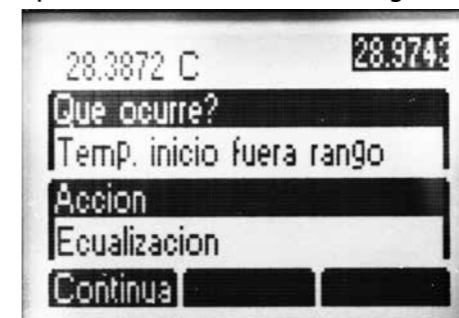 28.3872 C 28.9743
Que ocurre?
Temp. inicio fuera rango
Accion
Ecualizacion
Continua